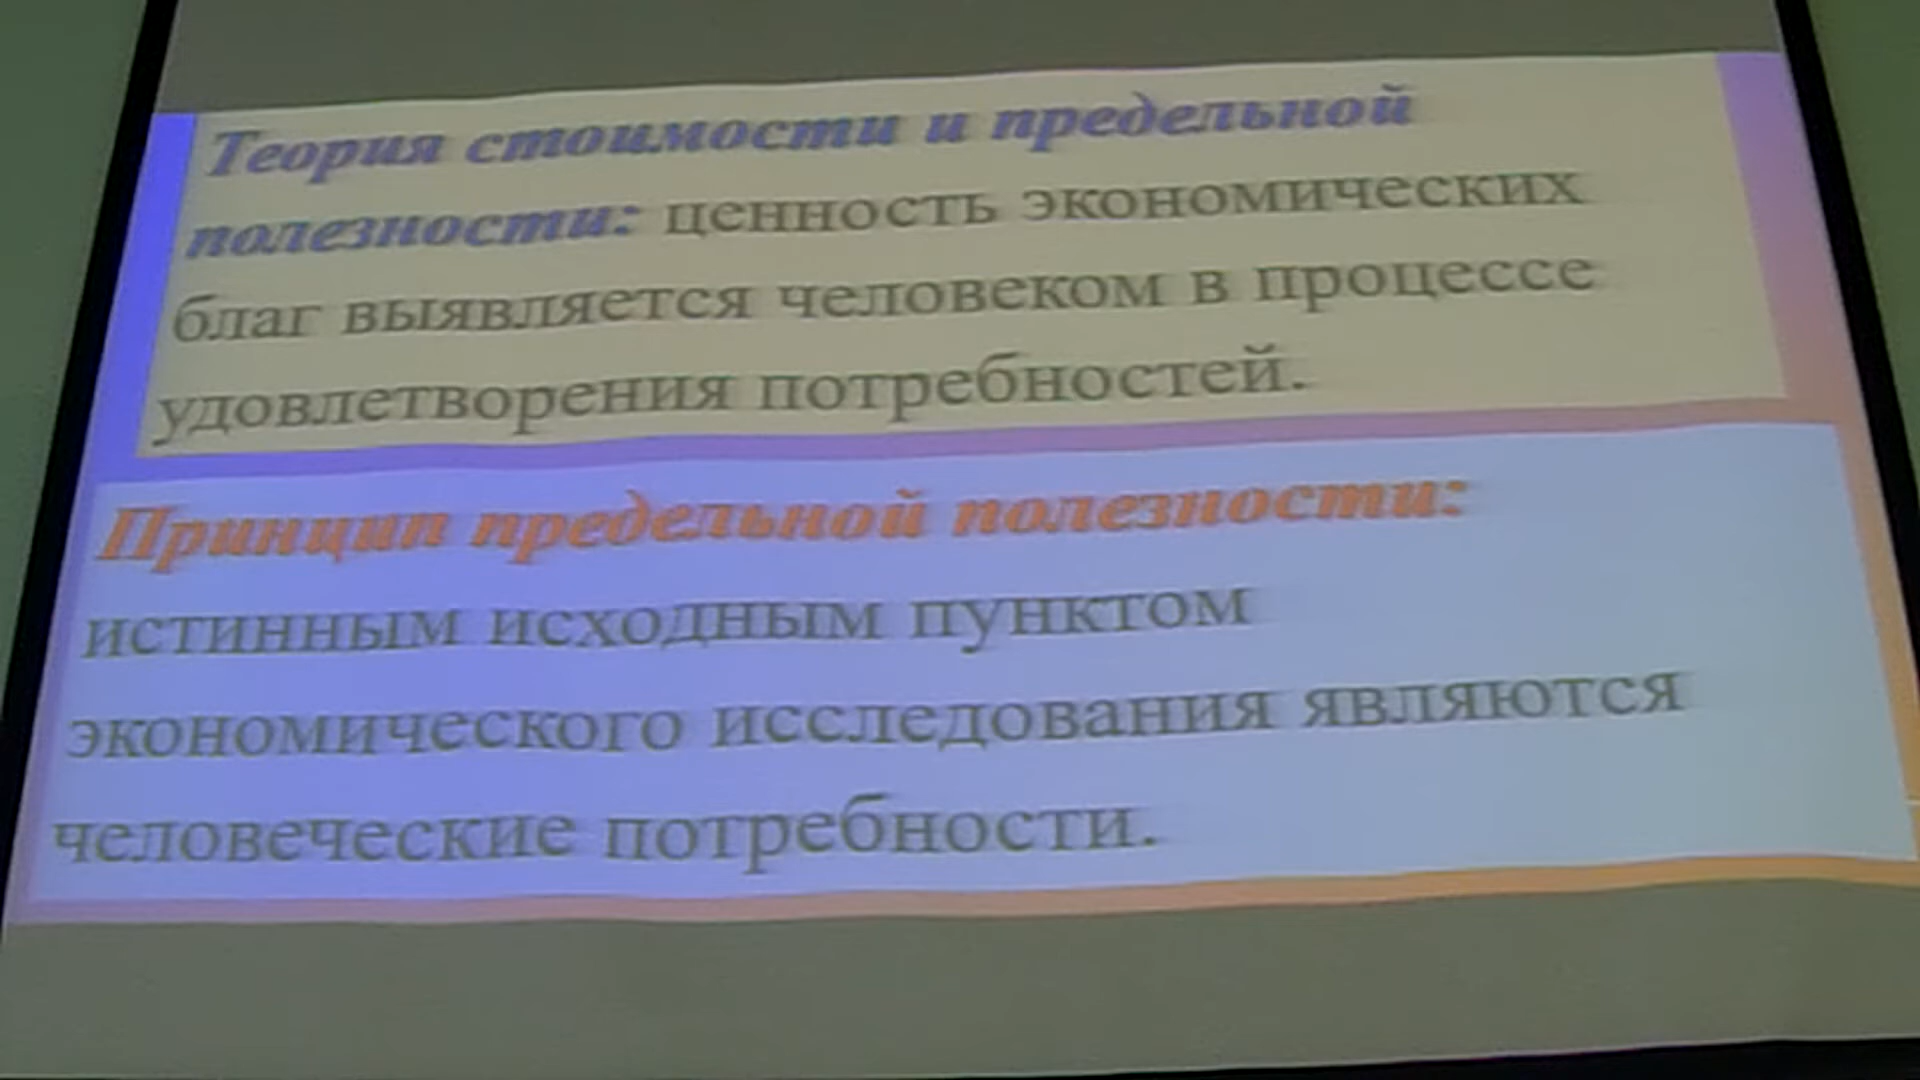 Теория стоимости и предельной
полезности: ценность экономических
благ выявляется человеком в процессе
удовлетворения потребностей.
Принцип предельной полезности:
истинным исходным пунктом
экономического исследования являются
человеческие потребности.